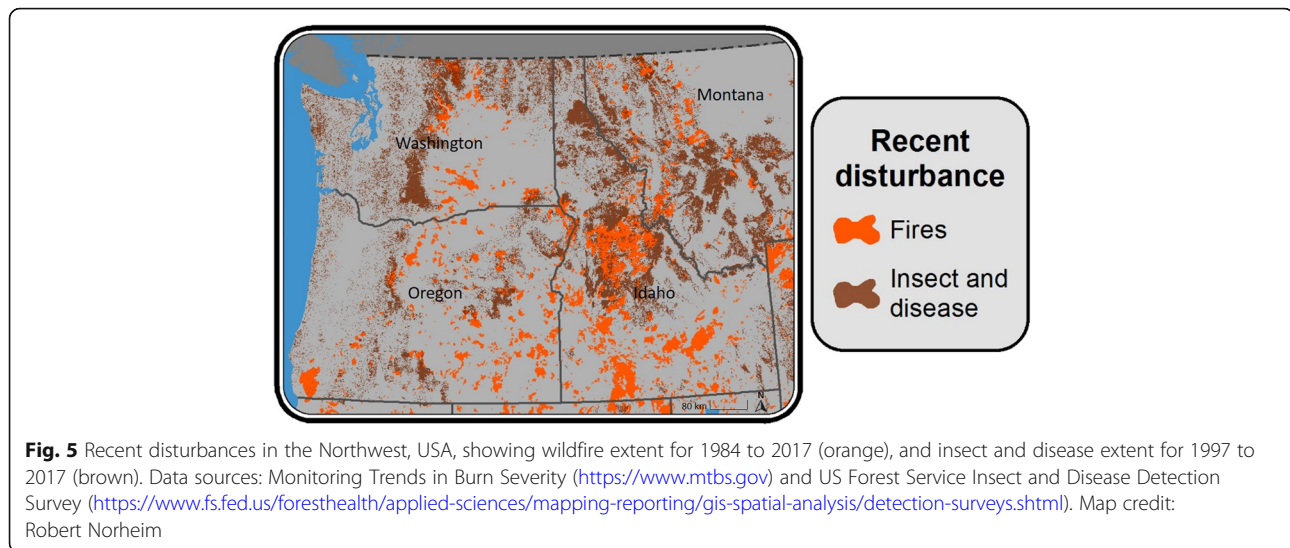 Montana
Washington
Oregon
Idaho
80 km
N
Recent
disturbance
Fires
Insect and
disease
Fig. 5 Recent disturbances in the Northwest, USA, showing wildfire extent for 1984 to 2017 (orange), and insect and disease extent for 1997 to
2017 (brown). Data sources: Monitoring Trends in Burn Severity (https://www.mtbs.gov) and US Forest Service Insect and Disease Detection
Survey (https://www.fs.fed.us/foresthealth/applied-sciences/mapping-reporting/gis-spatial-analysis/detection-surveys.shtml). Map credit:
Robert Norheim